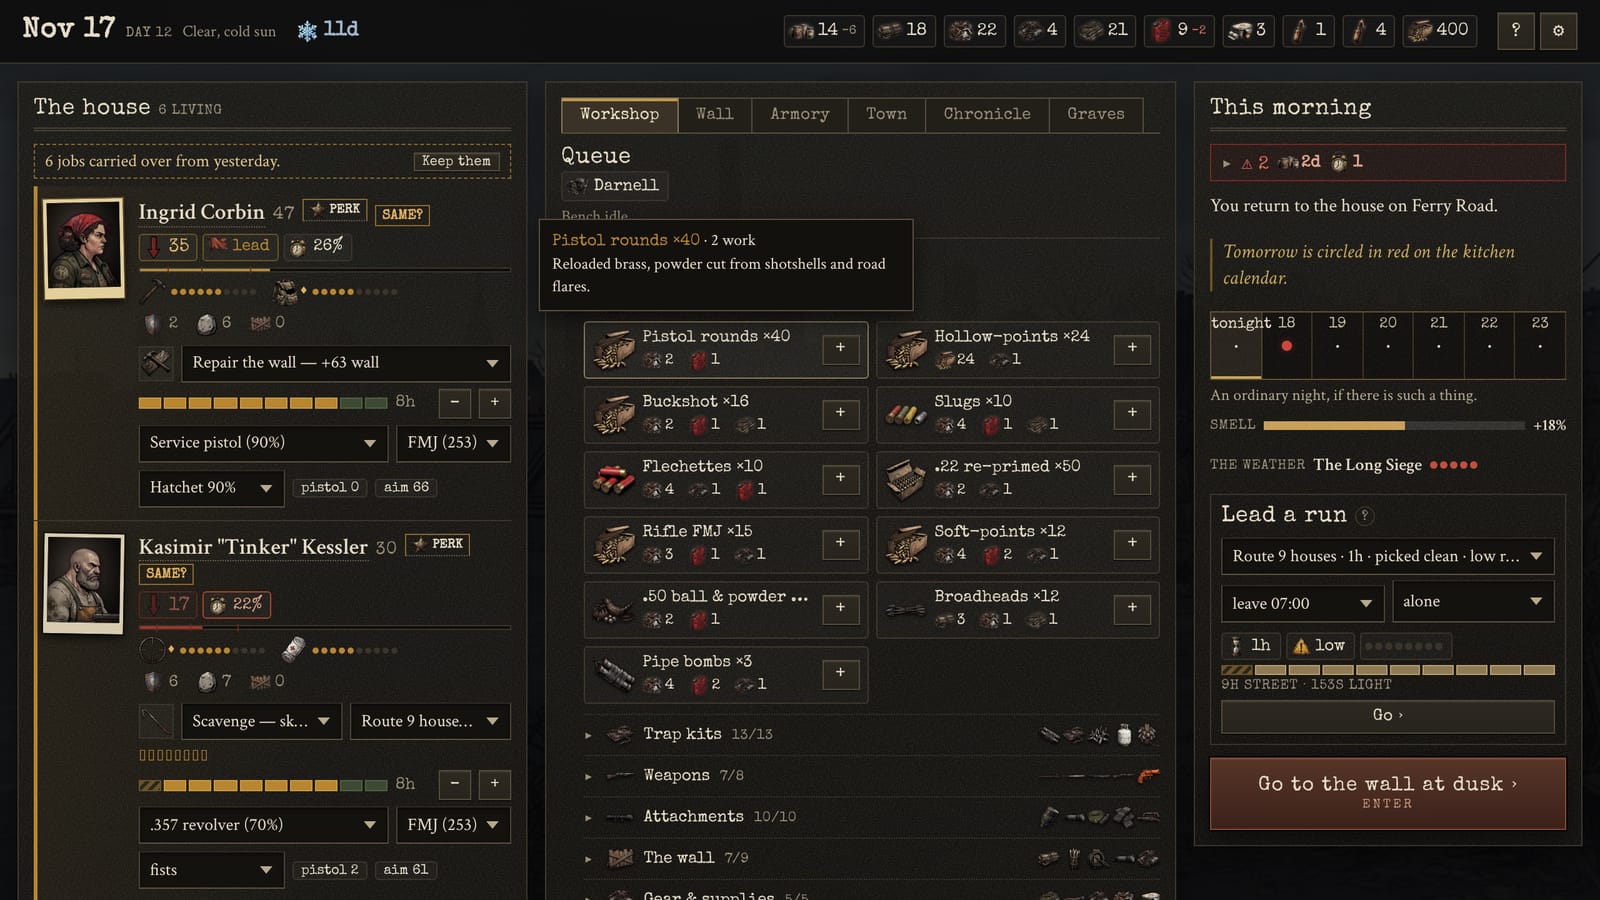 Nov 17 DAY 12 Clear, cold sun 11d
14 -6 18 22 4 21 9 -2 3 1 4 400 ?
The house 6 LIVING
6 jobs carried over from yesterday. Keep them
Ingrid Corbin 47 PERK SAME?
35 lead 26%
2 6 0
Repair the wall — +63 wall
8h − +
Service pistol (90%) FMJ (253)
Hatchet 90% pistol 0 aim 66
Kasimir "Tinker" Kessler 30 PERK
SAME?
17 22%
6 7 0
Scavenge — sk... Route 9 house...
8h − +
.357 revolver (70%) FMJ (253)
fists pistol 2 aim 61
Workshop Wall Armory Town Chronicle Graves
Queue
Darnell
Bench idle
Pistol rounds ×40 · 2 work
Reloaded brass, powder cut from shotshells and road
flares.
Pistol rounds ×40
2 1 +
Hollow-points ×24
24 1 +
Buckshot ×16
2 1 1 +
Slugs ×10
4 1 1 +
Flechettes ×10
4 1 1 +
.22 re-primed ×50
2 1 +
Rifle FMJ ×15
3 1 1 +
Soft-points ×12
4 2 1 +
.50 ball & powder ...
2 1 +
Broadheads ×12
3 1 1 +
Pipe bombs ×3
4 2 1 +
Trap kits 13/13
Weapons 7/8
Attachments 10/10
The wall 7/9
Gear & supplies 5/5
This morning
2 2d 1
You return to the house on Ferry Road.
Tomorrow is circled in red on the kitchen
calendar.
tonight 18 19 20 21 22 23
An ordinary night, if there is such a thing.
SMELL +18%
THE WEATHER The Long Siege
Lead a run ?
Route 9 houses · 1h · picked clean · low r...
leave 07:00 alone
1h low
9H STREET · 153S LIGHT
Go ›
Go to the wall at dusk ›
ENTER